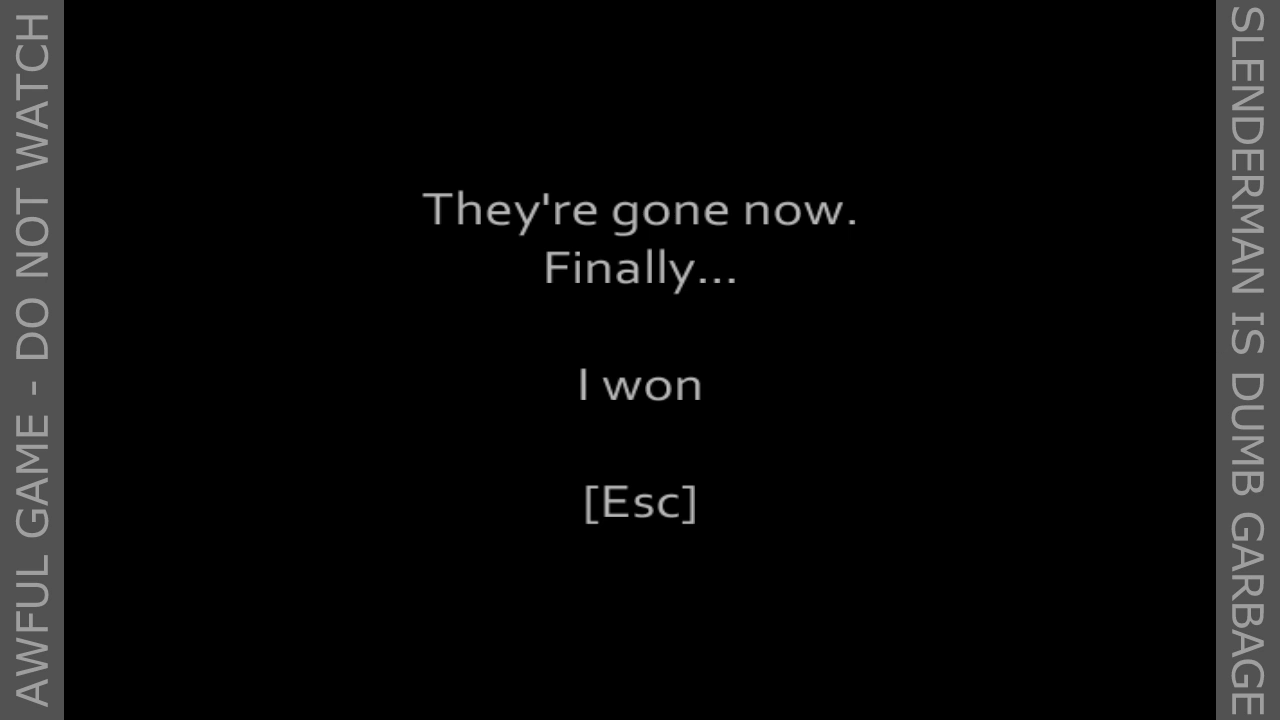 AWFUL GAME - DO NOT WATCH
They're gone now.
Finally...
I won
[Esc]
SLENDERMAN IS DUMB GARBAGE